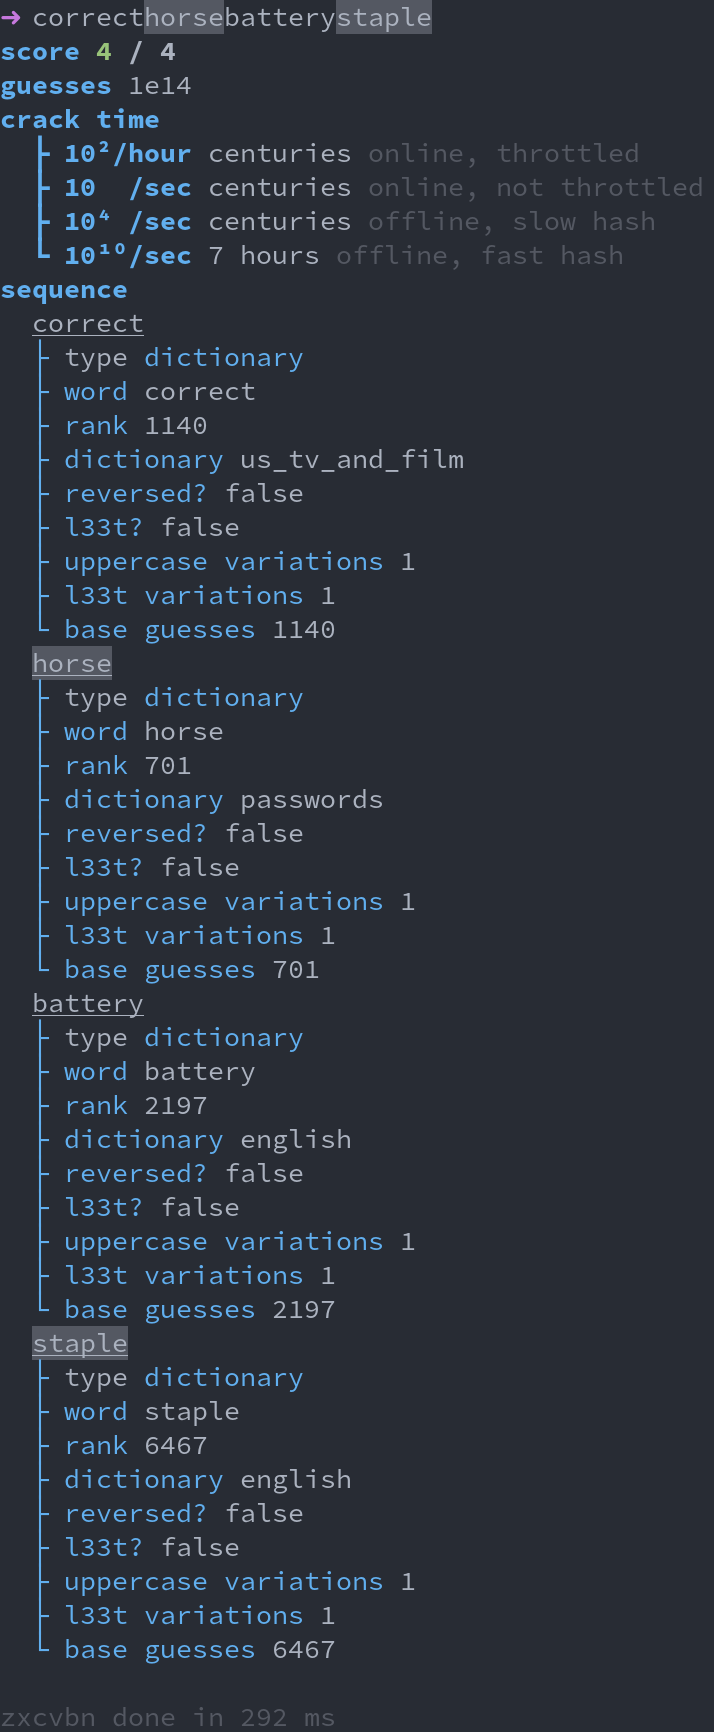 ➜ correcthorsebatterystaple
score 4 / 4
guesses 1e14
crack time
├ 10²/hour centuries online, throttled
├ 10  /sec centuries online, not throttled
├ 10⁴ /sec centuries offline, slow hash
└ 10¹⁰/sec 7 hours offline, fast hash
sequence
correct
├ type dictionary
├ word correct
├ rank 1140
├ dictionary us_tv_and_film
├ reversed? false
├ l33t? false
├ uppercase variations 1
├ l33t variations 1
└ base guesses 1140
horse
├ type dictionary
├ word horse
├ rank 701
├ dictionary passwords
├ reversed? false
├ l33t? false
├ uppercase variations 1
├ l33t variations 1
└ base guesses 701
battery
├ type dictionary
├ word battery
├ rank 2197
├ dictionary english
├ reversed? false
├ l33t? false
├ uppercase variations 1
├ l33t variations 1
└ base guesses 2197
staple
├ type dictionary
├ word staple
├ rank 6467
├ dictionary english
├ reversed? false
├ l33t? false
├ uppercase variations 1
├ l33t variations 1
└ base guesses 6467
zxcvbn done in 292 ms